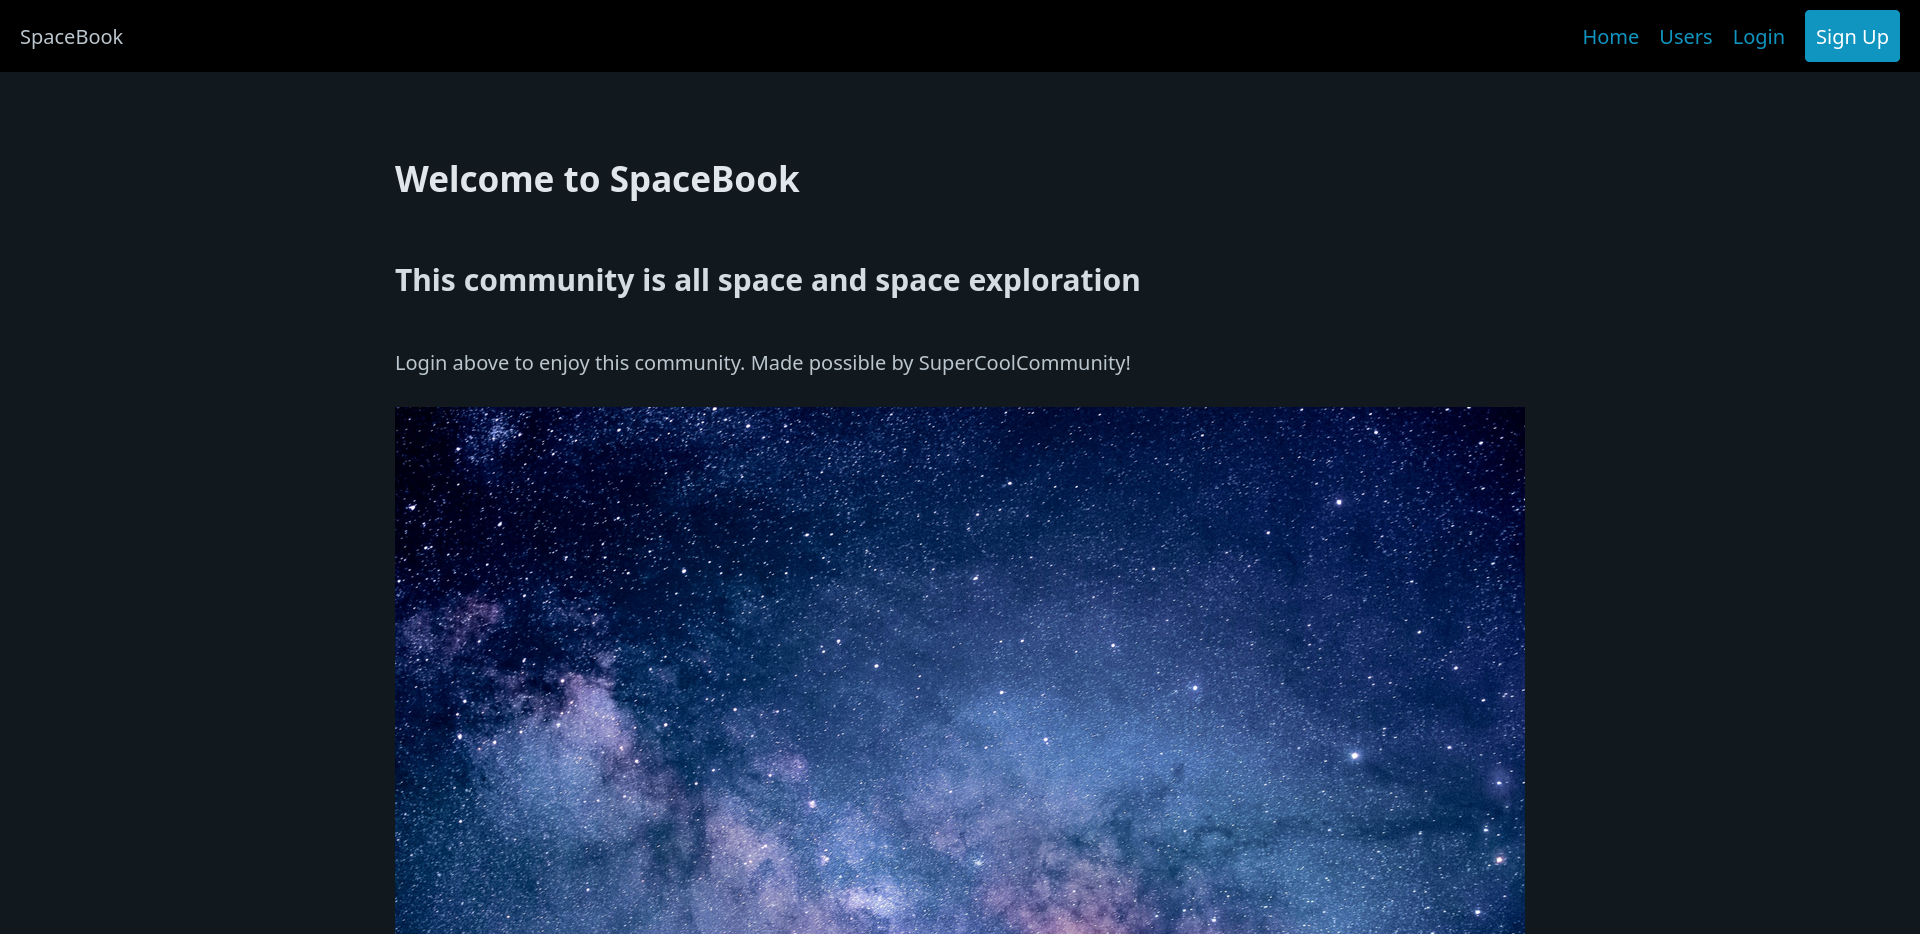 SpaceBook
Home Users Login Sign Up
Welcome to SpaceBook
This community is all space and space exploration
Login above to enjoy this community. Made possible by SuperCoolCommunity!